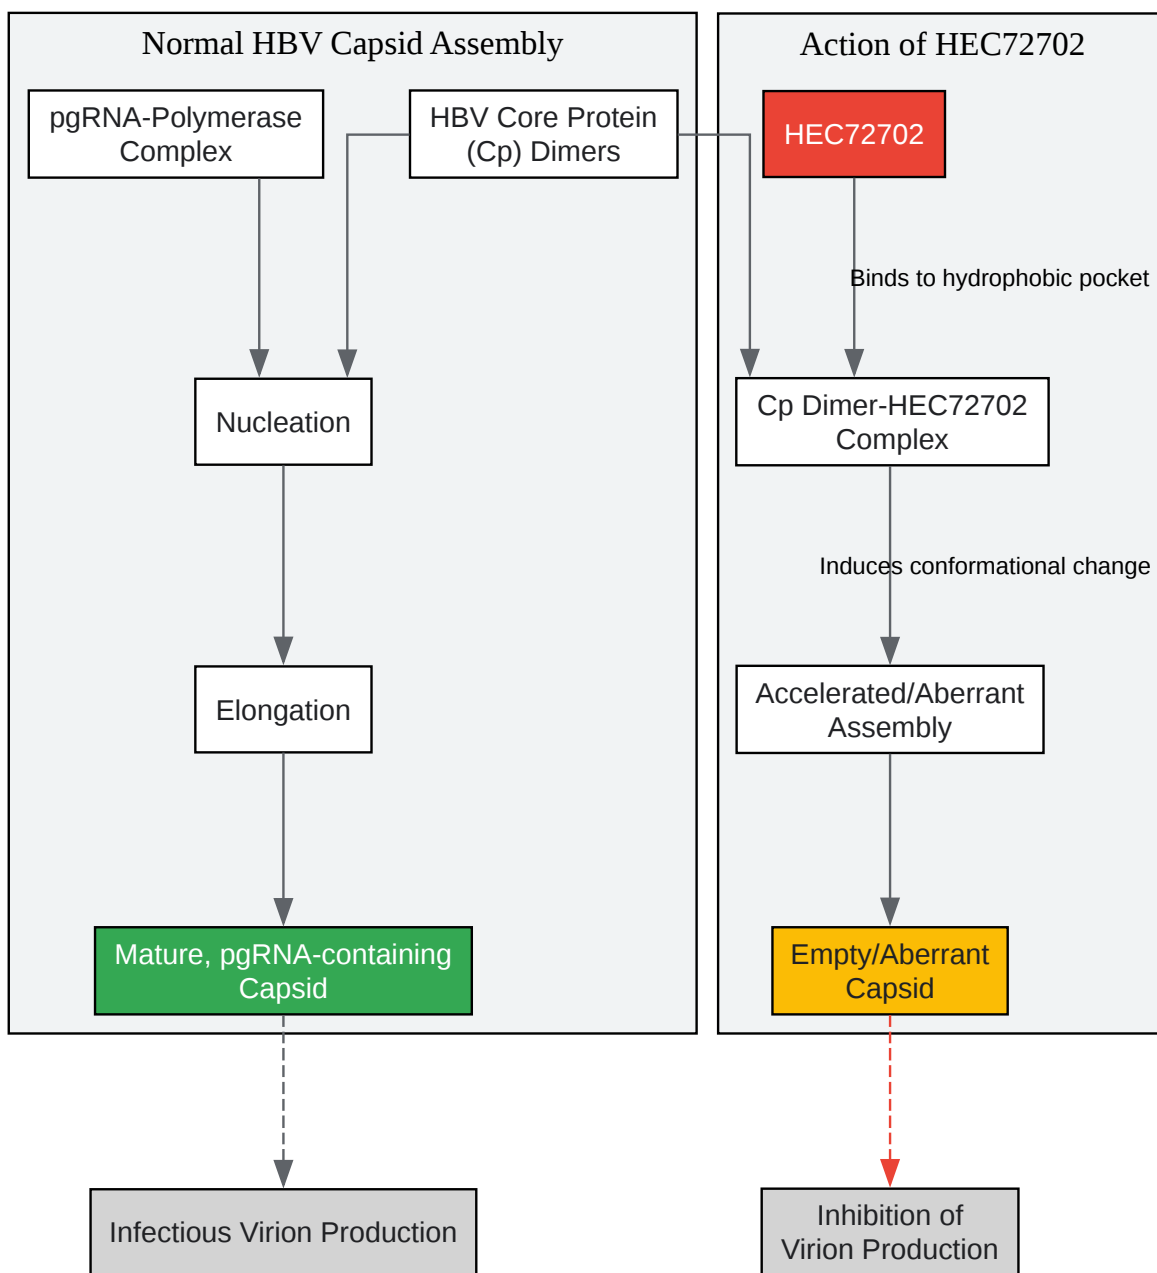 Normal HBV Capsid Assembly
pgRNA-Polymerase
Complex
HBV Core Protein
(Cp) Dimers
Nucleation
Elongation
Mature, pgRNA-containing
Capsid
Infectious Virion Production
Action of HEC72702
HEC72702
Binds to hydrophobic pocket
Cp Dimer-HEC72702
Complex
Induces conformational change
Accelerated/Aberrant
Assembly
Empty/Aberrant
Capsid
Inhibition of
Virion Production